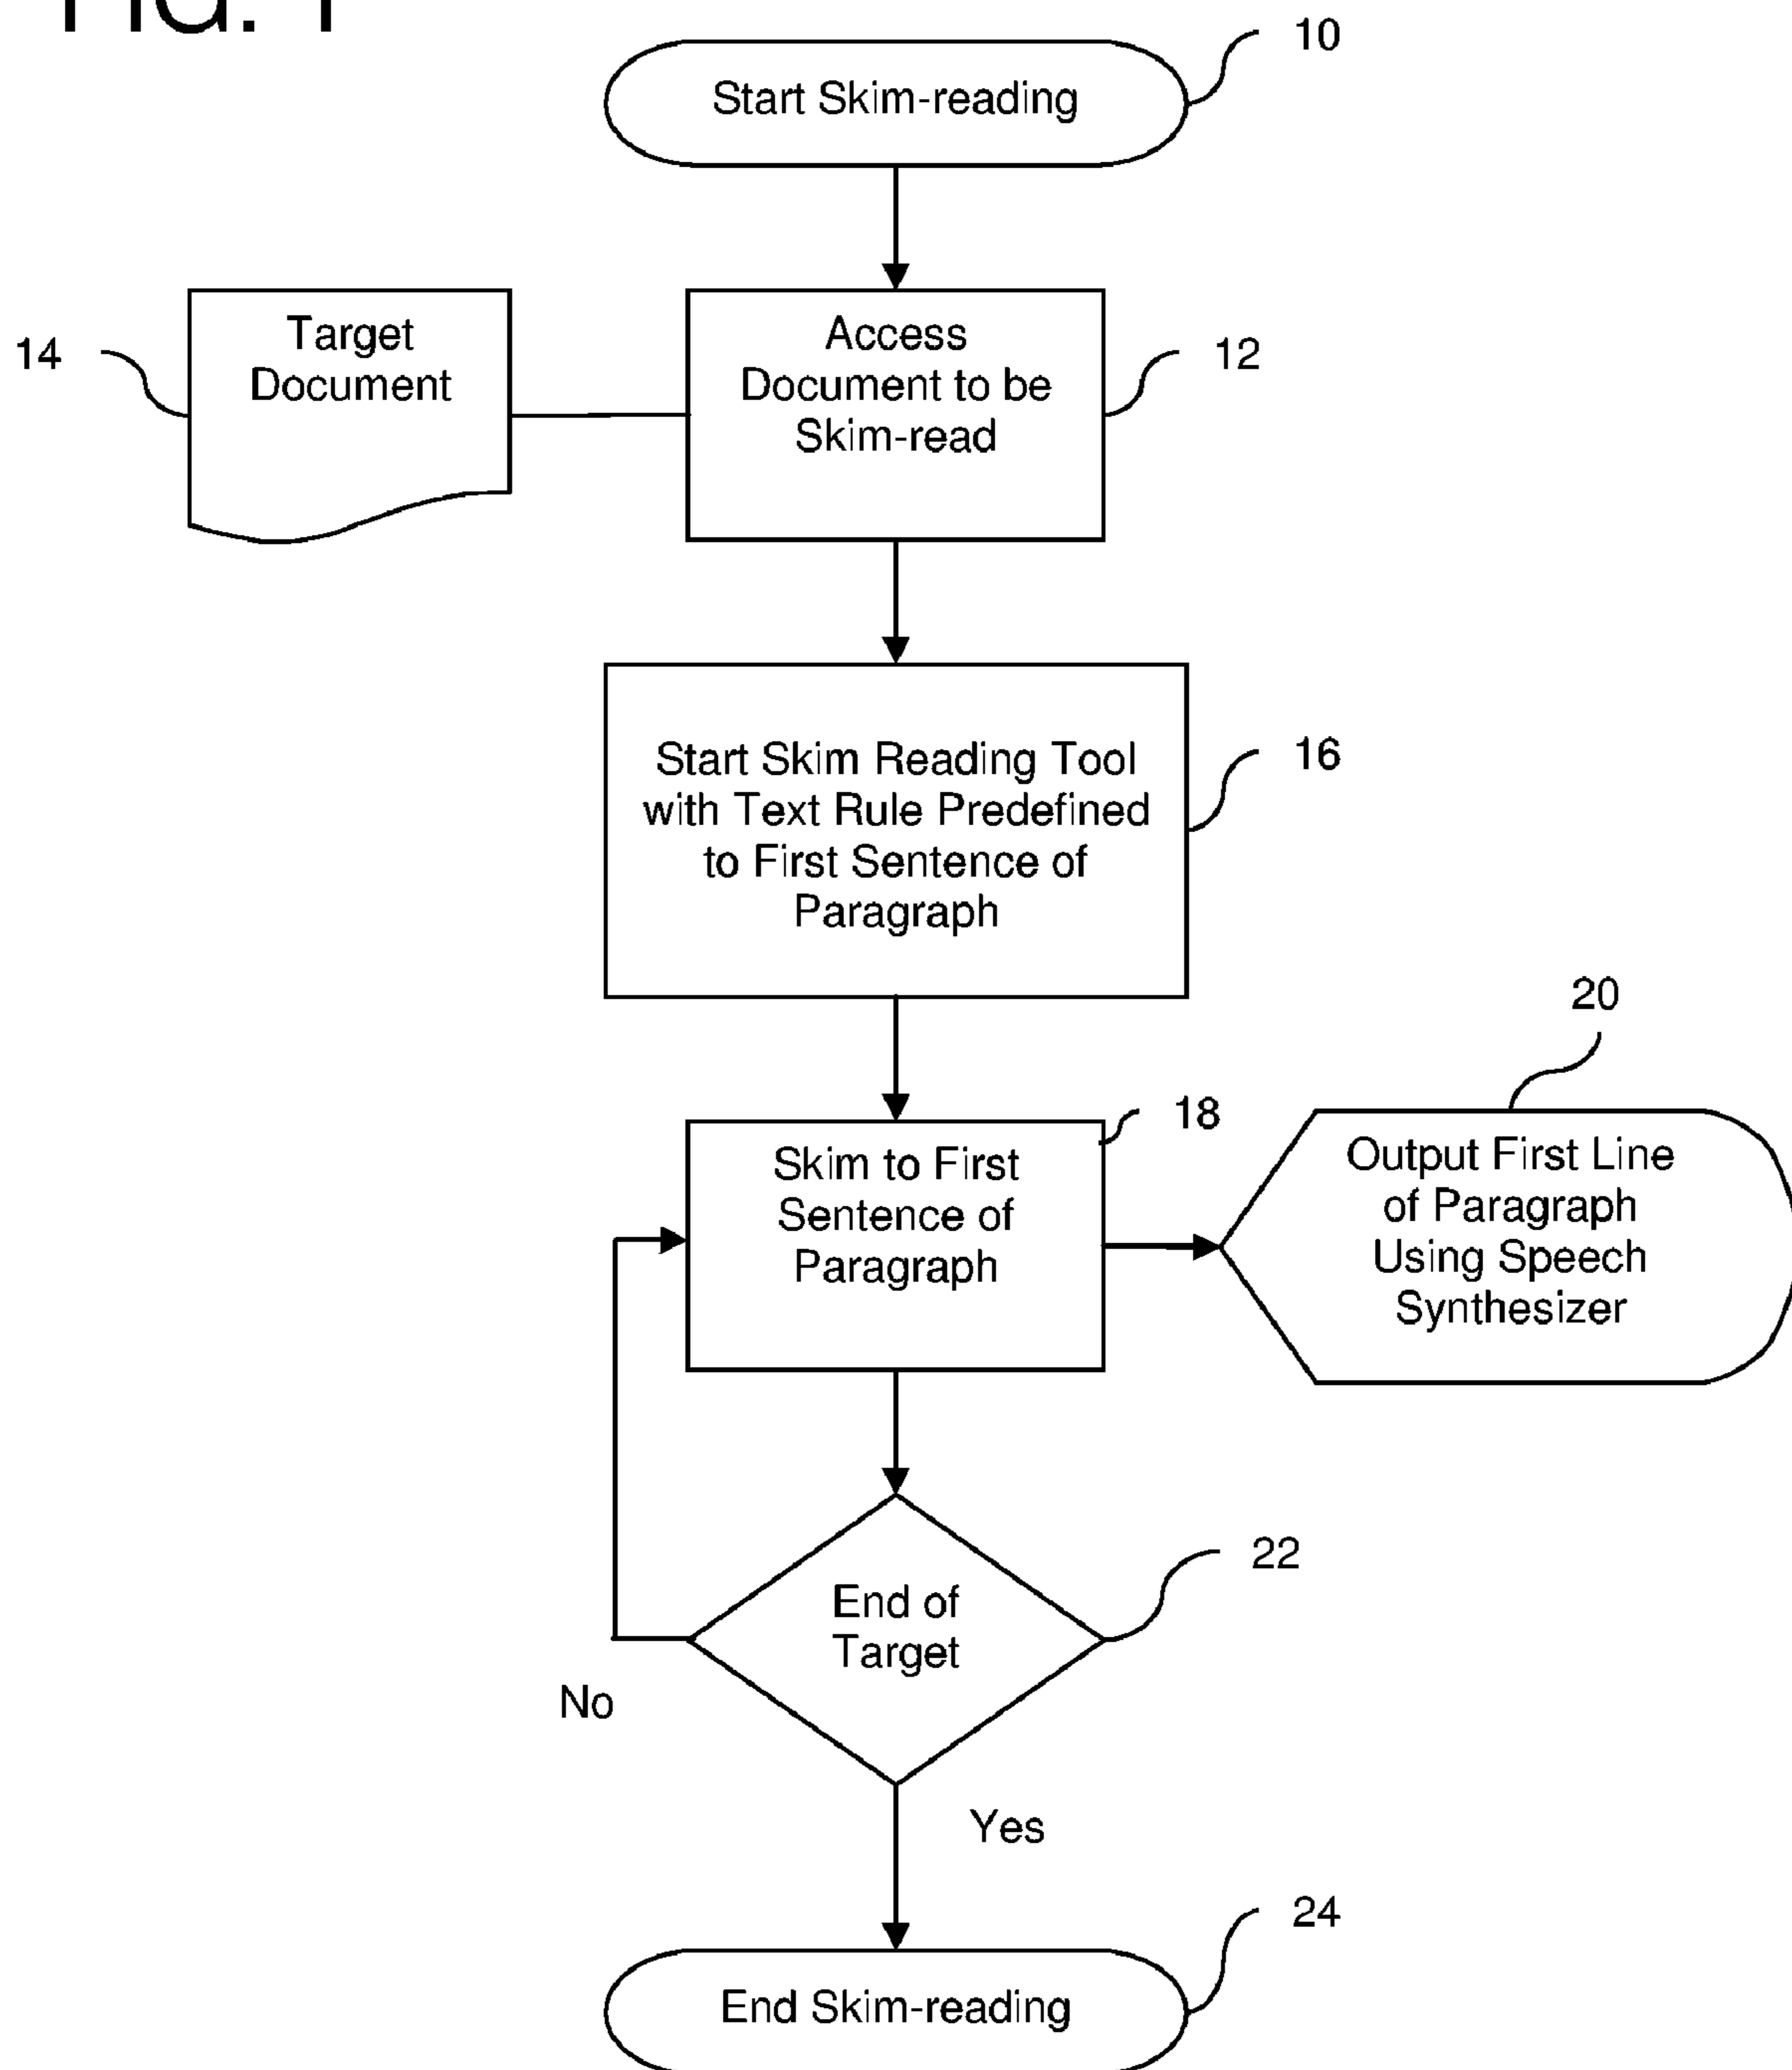 FIG. 1
10
Start Skim-reading
14
Target
Document
Access
Document to be
Skim-read
12
Start Skim Reading Tool
with Text Rule Predefined
to First Sentence of
Paragraph
16
18
Skim to First
Sentence of
Paragraph
20
Output First Line
of Paragraph
Using Speech
Synthesizer
22
End of
Target
No
Yes
24
End Skim-reading